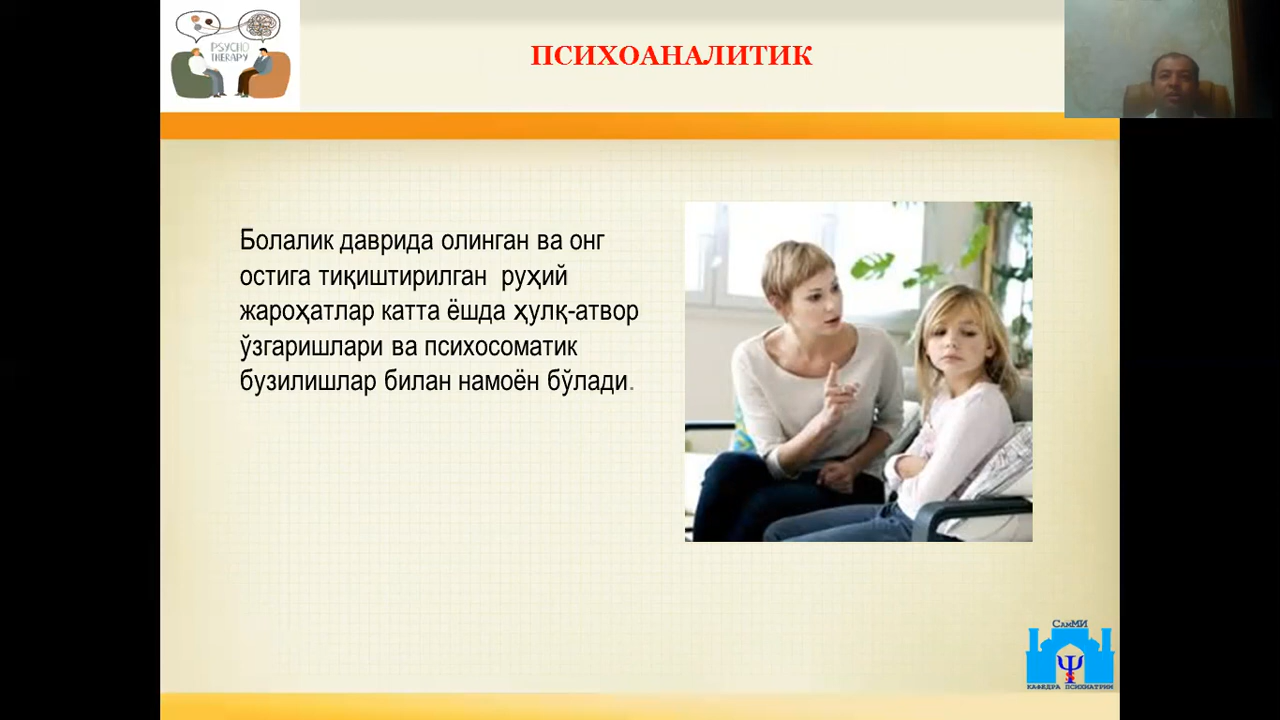 PSYCHO
THERAPY
ПСИХОАНАЛИТИК
Болалик даврида олинган ва онг
остига тиқиштирилган руҳий
жароҳатлар катта ёшда ҳулқ-атвор
ўзгаришлари ва психосоматик
бузилишлар билан намоён бўлади.
СамМИ
Ψ
КАФЕДРА ПСИХИАТРИИ